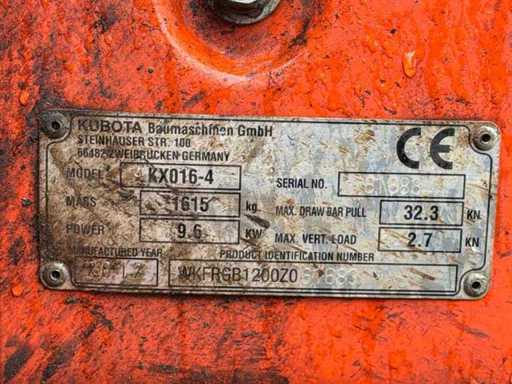 KUBOTA Baumaschinen GmbH
STEINHÄUSER STR. 100
66482 ZWEIBRÜCKEN GERMANY
MODEL KX016-4 SERIAL NO.
MASS 1615 kg MAX. DRAW BAR PULL 32.3 KN
POWER 9.6 KW MAX. VERT. LOAD 2.7 KN
MANUFACTURED YEAR PRODUCT IDENTIFICATION NUMBER
CE